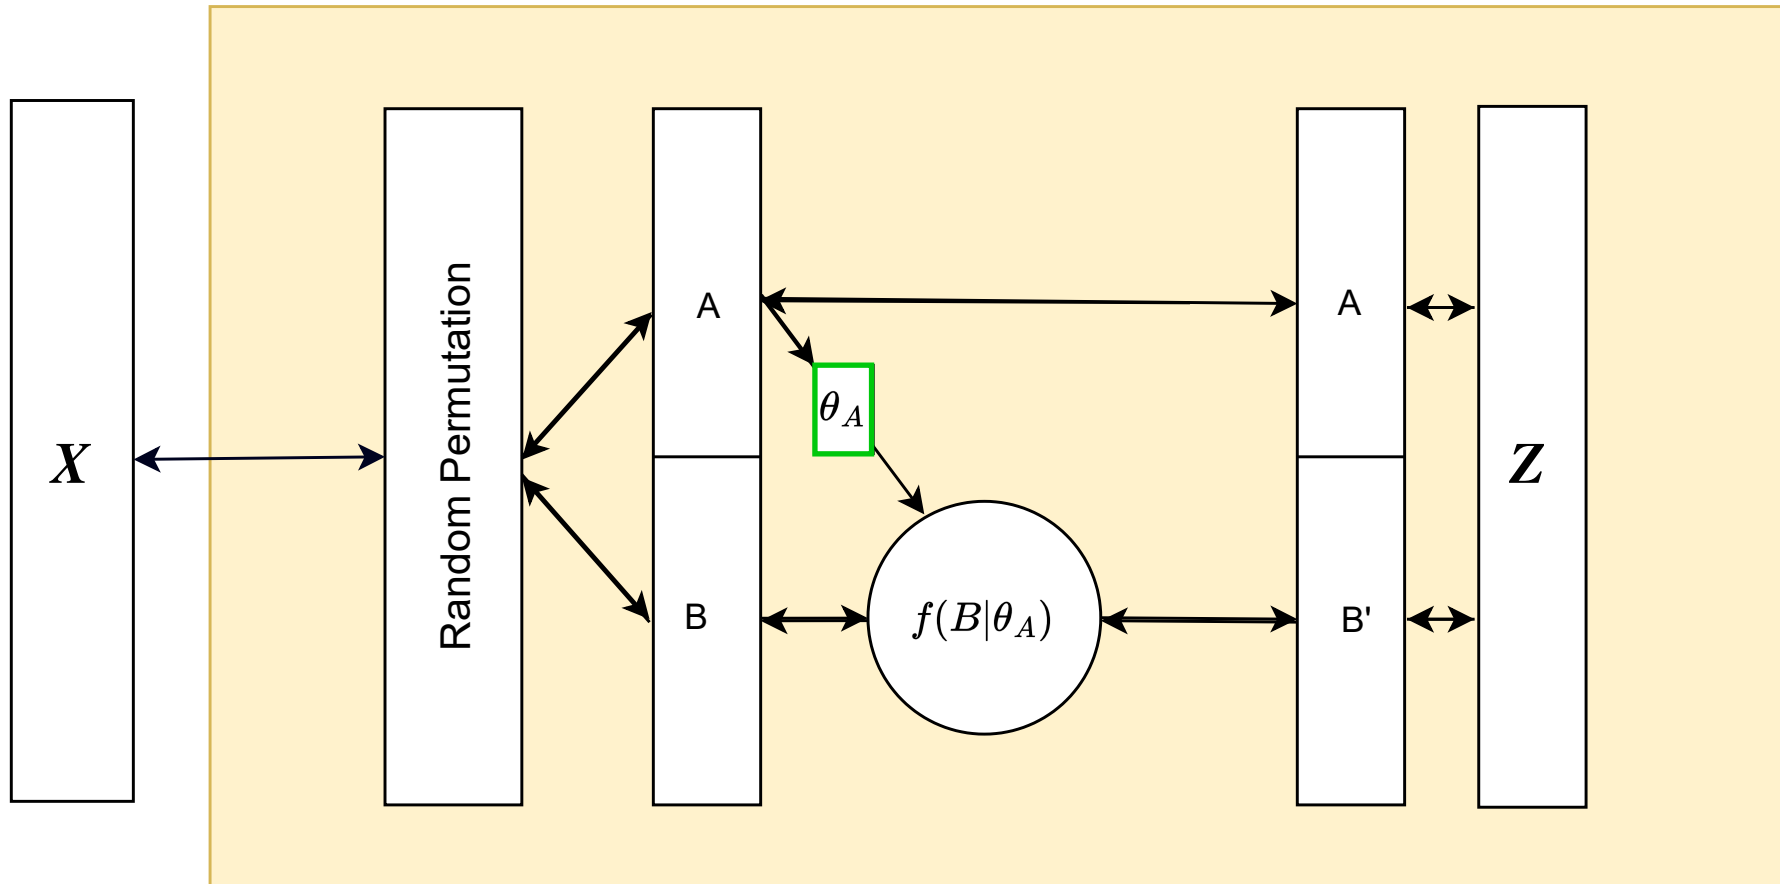 X
Random Permutation
A
B
θ_A
f(B|θ_A)
A
B'
Z